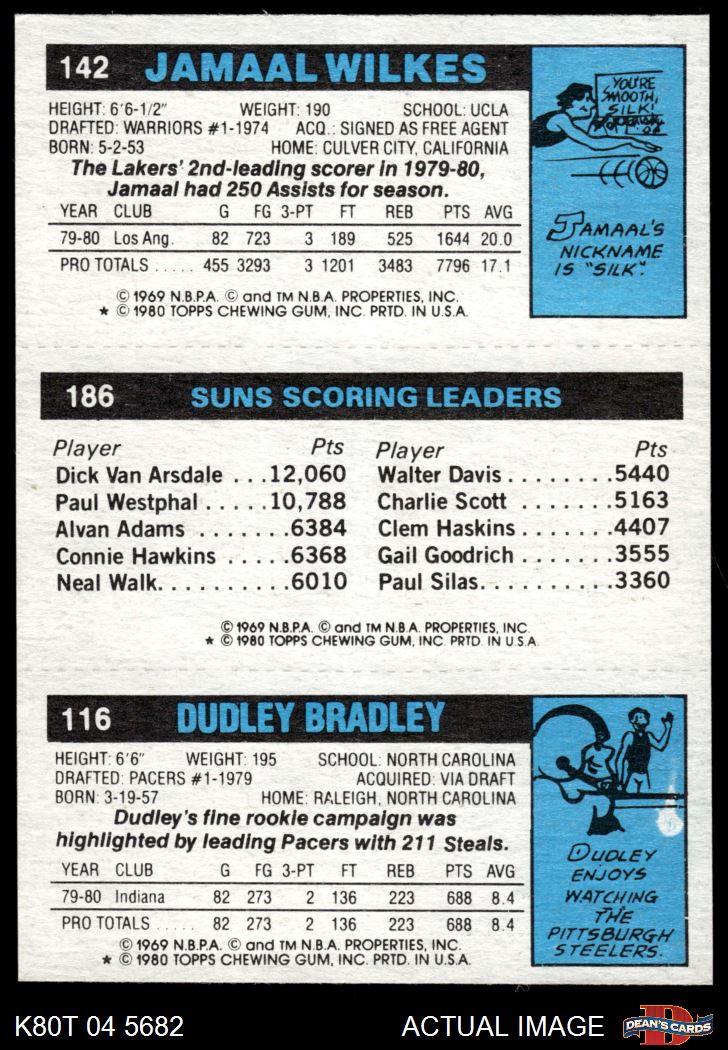 142 JAMAAL WILKES
HEIGHT: 6'6-1/2" WEIGHT: 190 SCHOOL: UCLA
DRAFTED: WARRIORS #1-1974 ACQ.: SIGNED AS FREE AGENT
BORN: 5-2-53 HOME: CULVER CITY, CALIFORNIA
The Lakers' 2nd-leading scorer in 1979-80,
Jamaal had 250 Assists for season.
YEAR CLUB G FG 3-PT FT REB PTS AVG
79-80 Los Ang. 82 723 3 189 525 1644 20.0
PRO TOTALS ..... 455 3293 3 1201 3483 7796 17.1
© 1969 N.B.P.A. © and TM N.B.A. PROPERTIES, INC.
★ © 1980 TOPPS CHEWING GUM, INC. PRTD. IN U.S.A.
YOU'RE
SMOOTH,
SILK!
JAMAAL'S
NICKNAME
IS "SILK".
186 SUNS SCORING LEADERS
Player Pts Player Pts
Dick Van Arsdale ...12,060 Walter Davis........5440
Paul Westphal .....10,788 Charlie Scott ........5163
Alvan Adams .......6384 Clem Haskins.......4407
Connie Hawkins .....6368 Gail Goodrich.......3555
Neal Walk..........6010 Paul Silas..........3360
© 1969 N.B.P.A. © and TM N.B.A. PROPERTIES, INC.
★ © 1980 TOPPS CHEWING GUM, INC. PRTD. IN U.S.A.
116 DUDLEY BRADLEY
HEIGHT: 6'6" WEIGHT: 195 SCHOOL: NORTH CAROLINA
DRAFTED: PACERS #1-1979 ACQUIRED: VIA DRAFT
BORN: 3-19-57 HOME: RALEIGH, NORTH CAROLINA
Dudley's fine rookie campaign was
highlighted by leading Pacers with 211 Steals.
YEAR CLUB G FG 3-PT FT REB PTS AVG
79-80 Indiana 82 273 2 136 223 688 8.4
PRO TOTALS ..... 82 273 2 136 223 688 8.4
© 1969 N.B.P.A. © and TM N.B.A. PROPERTIES, INC.
★ © 1980 TOPPS CHEWING GUM, INC. PRTD. IN U.S.A.
DUDLEY
ENJOYS
WATCHING
THE
PITTSBURGH
STEELERS.
K80T 04 5682 ACTUAL IMAGE D DEAN'S CARDS